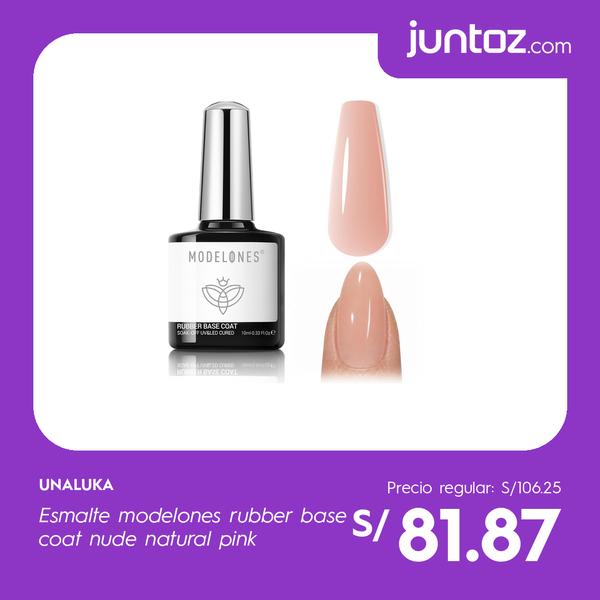 juntoz.com
MODELONES®
RUBBER BASE COAT
SOAK-OFF UV&LED CURED 10ml-0.33 Fl.Oz.℮
UNALUKA
Precio regular: S/106.25
Esmalte modelones rubber base
coat nude natural pink
S/ 81.87